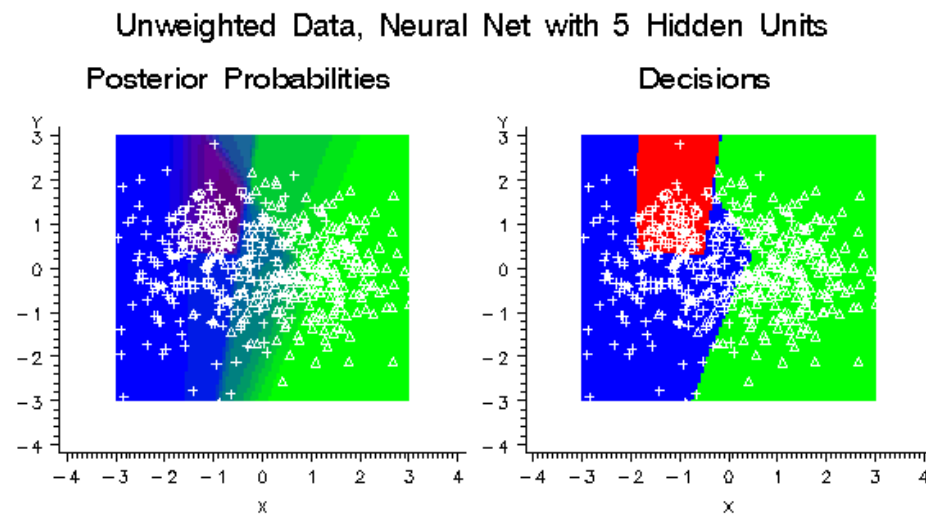 Unweighted Data, Neural Net with 5 Hidden Units
Posterior Probabilities
Decisions
Y
3
2
1
0
-1
-2
-3
-4
-4 -3 -2 -1 0 1 2 3 4
X
Y
3
2
1
0
-1
-2
-3
-4
-4 -3 -2 -1 0 1 2 3 4
X